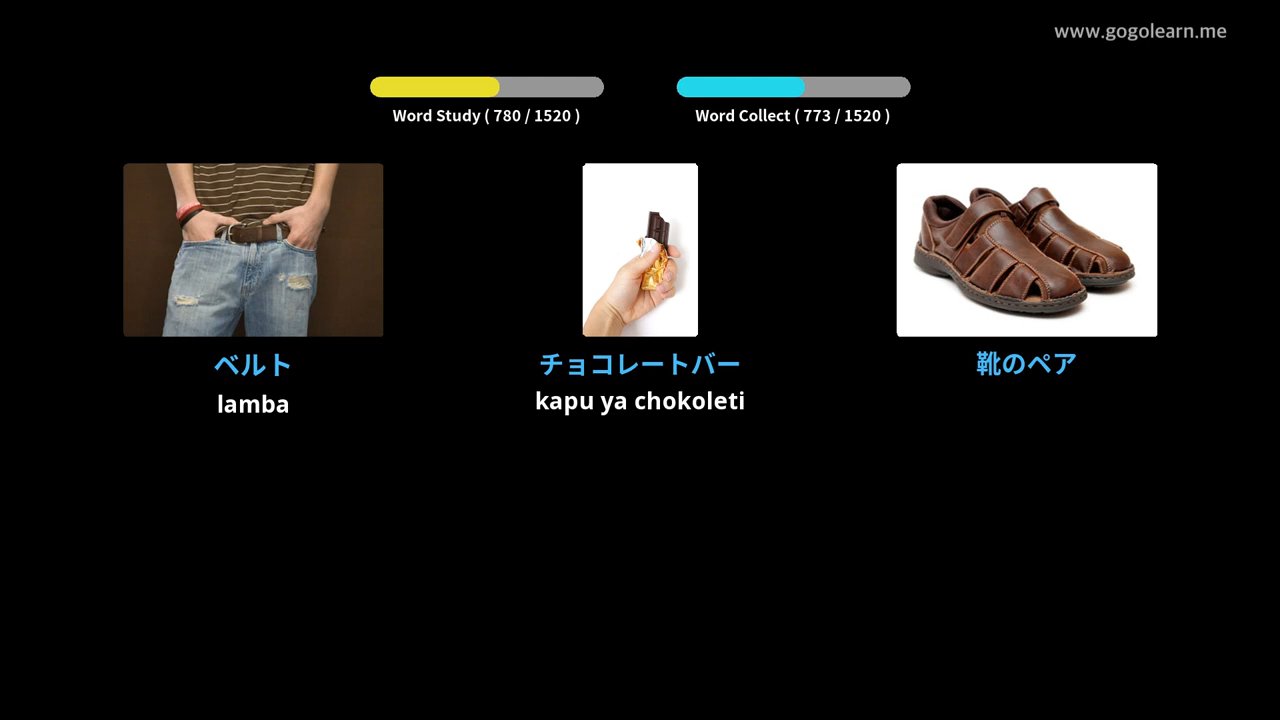 www.gogolearn.me
Word Study ( 780 / 1520 )
Word Collect ( 773 / 1520 )
ベルト
lamba
チョコレートバー
kapu ya chokoleti
靴のペア